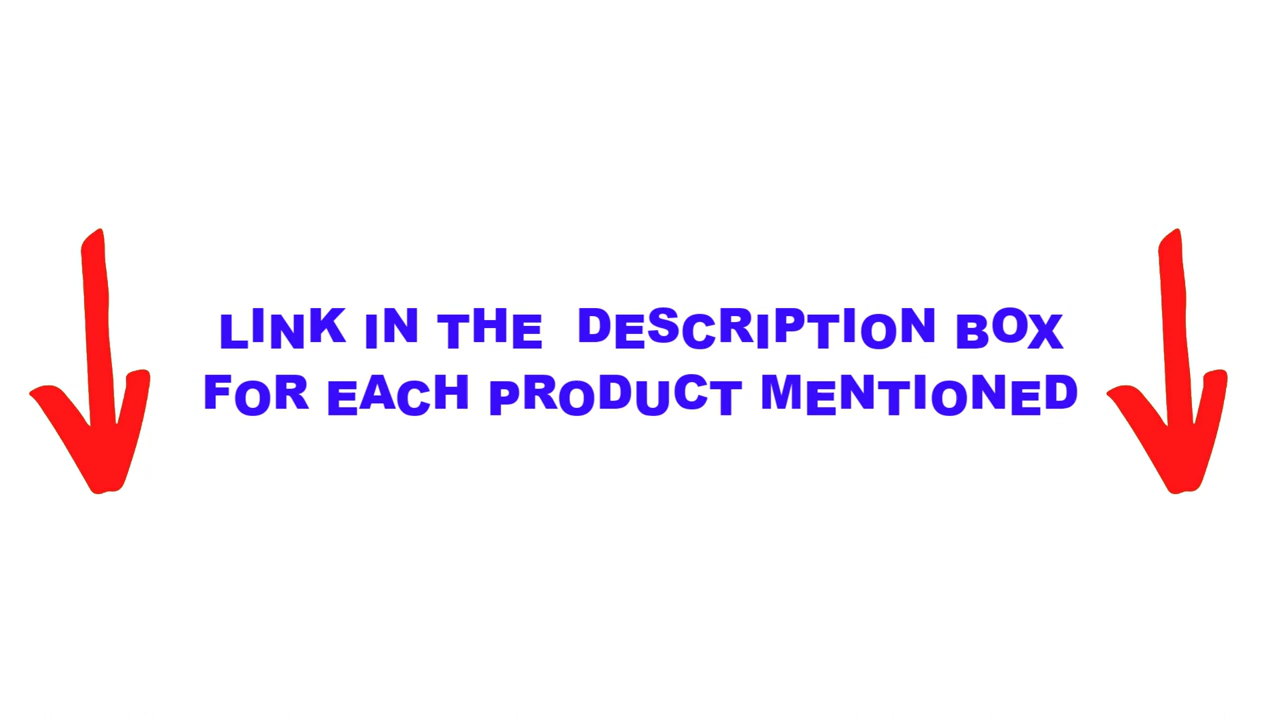 LINK IN THE DESCRIPTION BOX
FOR EACH PRODUCT MENTIONED